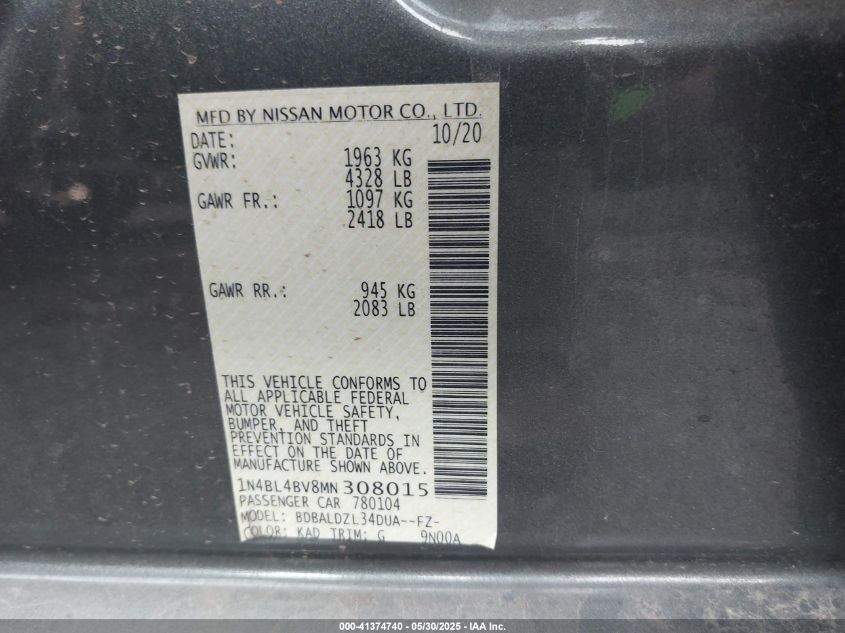 MFD BY NISSAN MOTOR CO., LTD.
DATE: 10/20
GVWR: 1963 KG
4328 LB
GAWR FR.: 1097 KG
2418 LB
GAWR RR.: 945 KG
2083 LB
THIS VEHICLE CONFORMS TO
ALL APPLICABLE FEDERAL
MOTOR VEHICLE SAFETY,
BUMPER, AND THEFT
PREVENTION STANDARDS IN
EFFECT ON THE DATE OF
MANUFACTURE SHOWN ABOVE.
1N4BL4BV8MN308015
PASSENGER CAR 780104
MODEL: BDBALDZL34DUA--FZ-
COLOR: KAD TRIM: G 9N00A
000-41374740 — 05/30/2025 — IAA Inc.